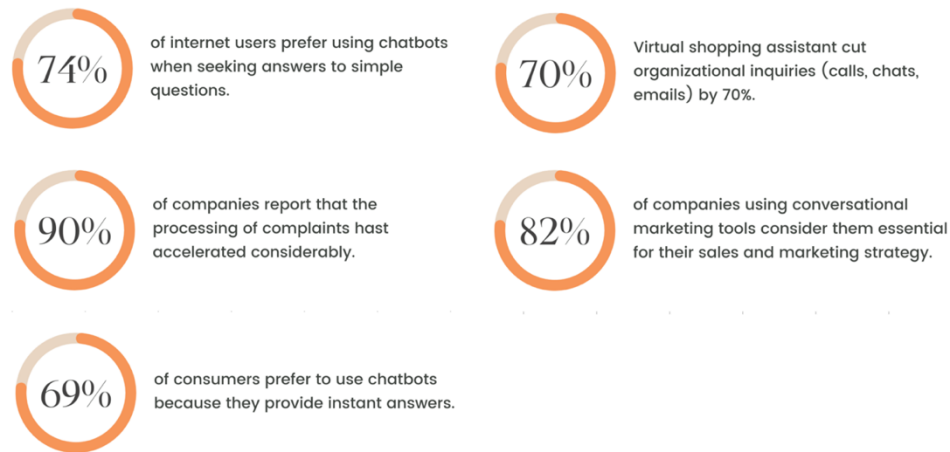 74%
of internet users prefer using chatbots
when seeking answers to simple
questions.
70%
Virtual shopping assistant cut
organizational inquiries (calls, chats,
emails) by 70%.
90%
of companies report that the
processing of complaints hast
accelerated considerably.
82%
of companies using conversational
marketing tools consider them essential
for their sales and marketing strategy.
69%
of consumers prefer to use chatbots
because they provide instant answers.